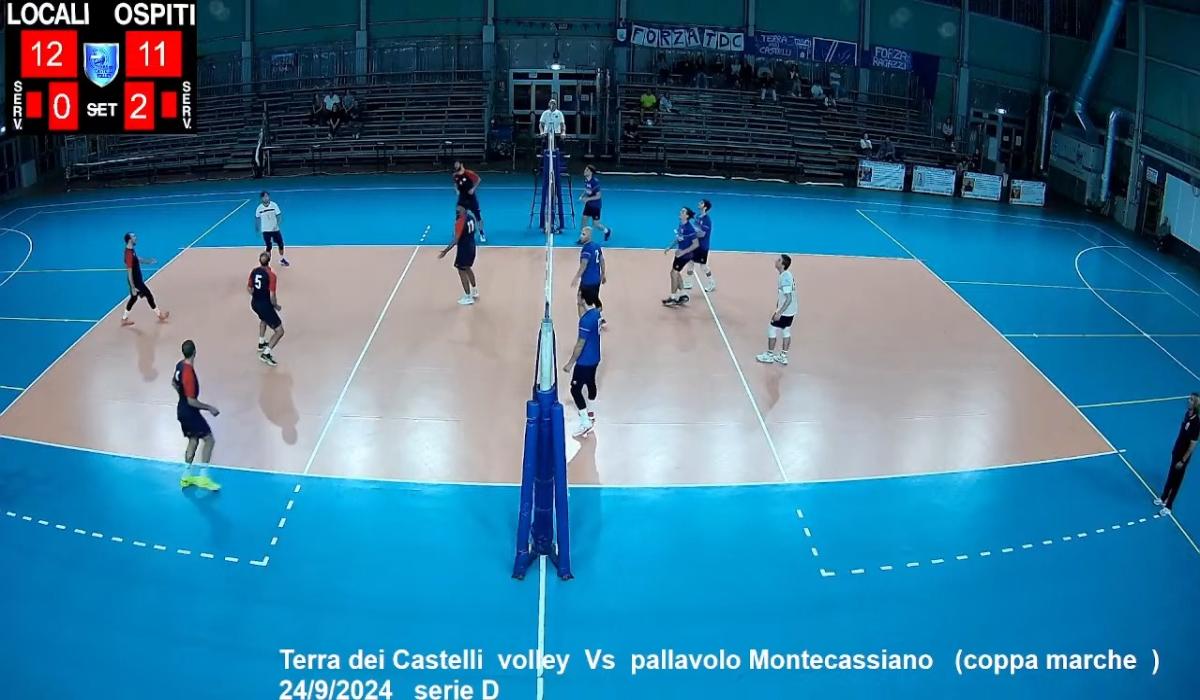 LOCALI OSPITI
12 11
SERV. 0 SET 2 SERV.
FORZA TDC
TERRA
CASTELLI
FORZA
RAGAZZI
11
5
2
Terra dei Castelli volley Vs pallavolo Montecassiano (coppa marche )
24/9/2024 serie D